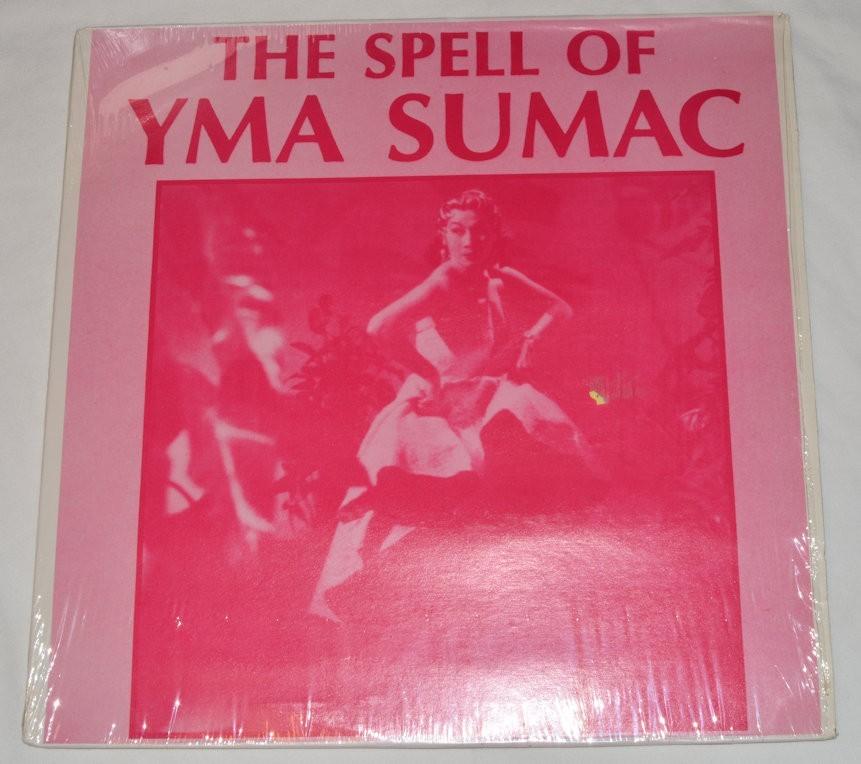 THE SPELL OF
YMA SUMAC